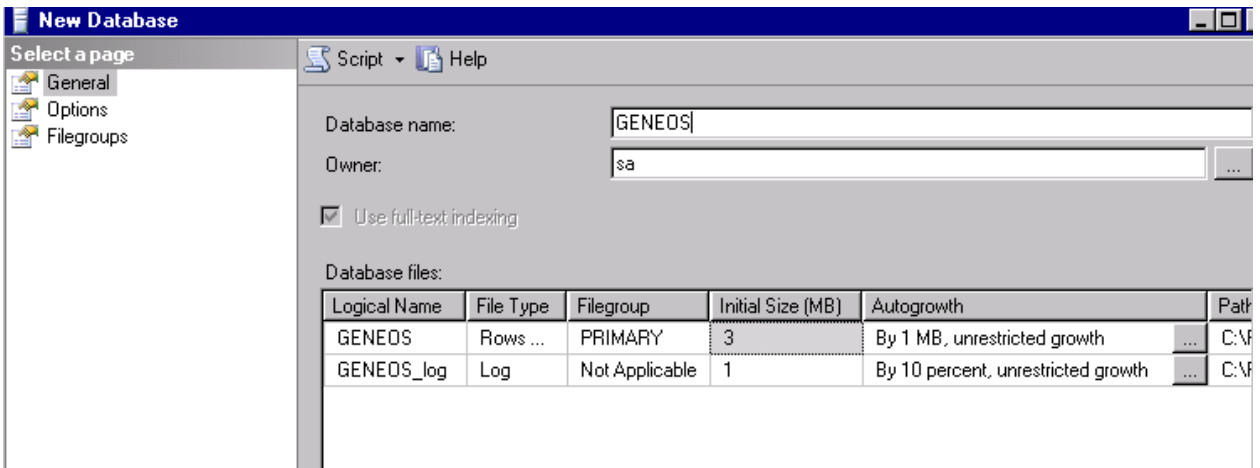 New Database
Select a page
General
Options
Filegroups
Script Help
Database name: GENEOS
Owner: sa ...
Use full-text indexing
Database files:
Logical Name File Type Filegroup Initial Size (MB) Autogrowth Path
GENEOS Rows ... PRIMARY 3 By 1 MB, unrestricted growth ...
GENEOS_log Log Not Applicable 1 By 10 percent, unrestricted growth ...